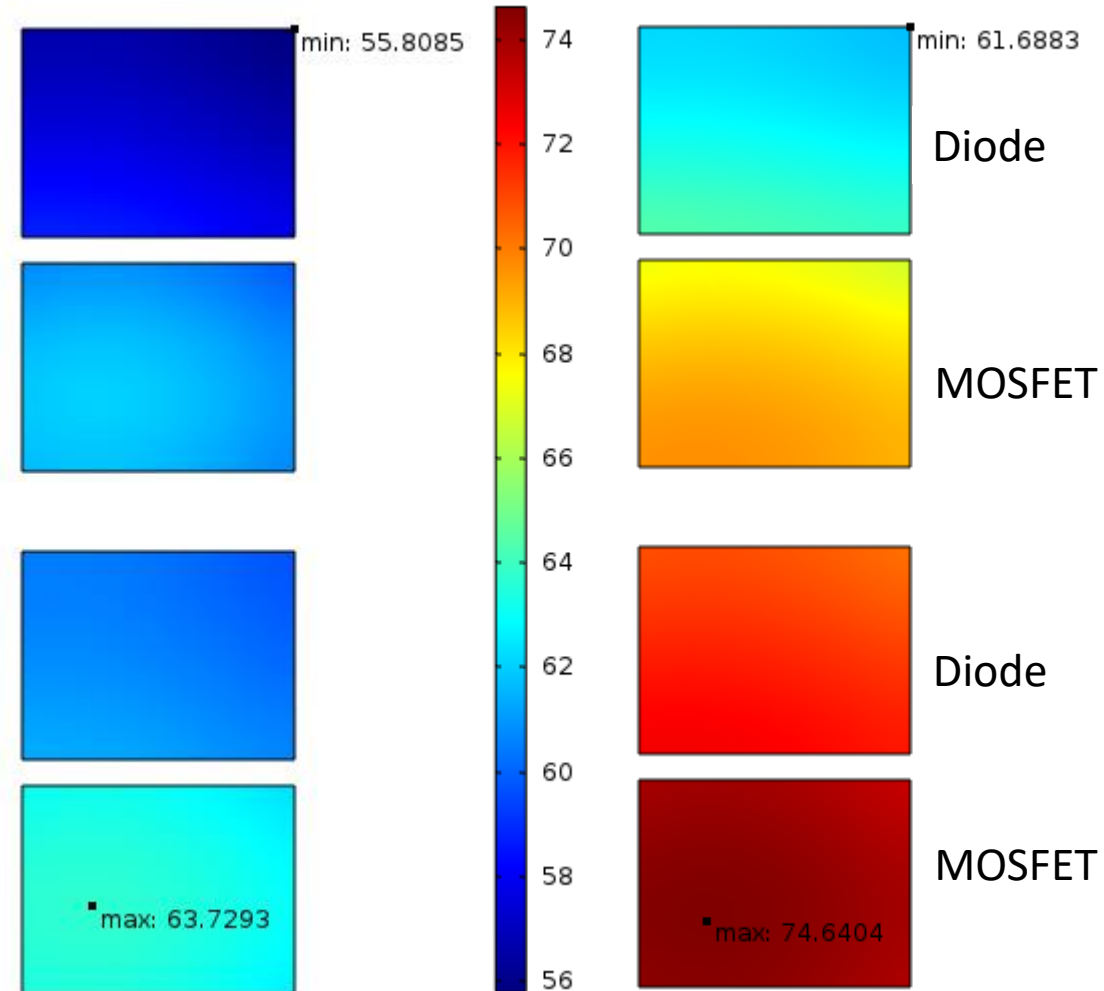 min: 55.8085
max: 63.7293
74
72
70
68
66
64
62
60
58
56
min: 61.6883
Diode
MOSFET
Diode
MOSFET
max: 74.6404